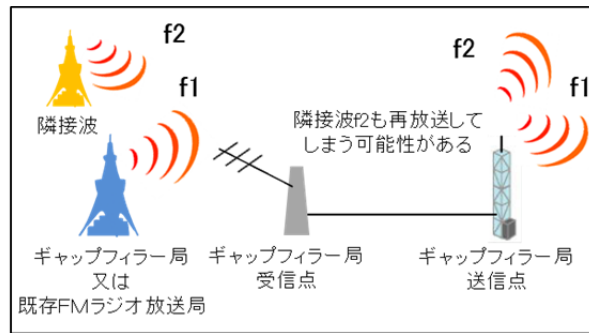 f2
f1
隣接波
隣接波f2も再放送して
しまう可能性がある
f2
f1
ギャップフィラー局
又は
既存FMラジオ放送局
ギャップフィラー局
受信点
ギャップフィラー局
送信点